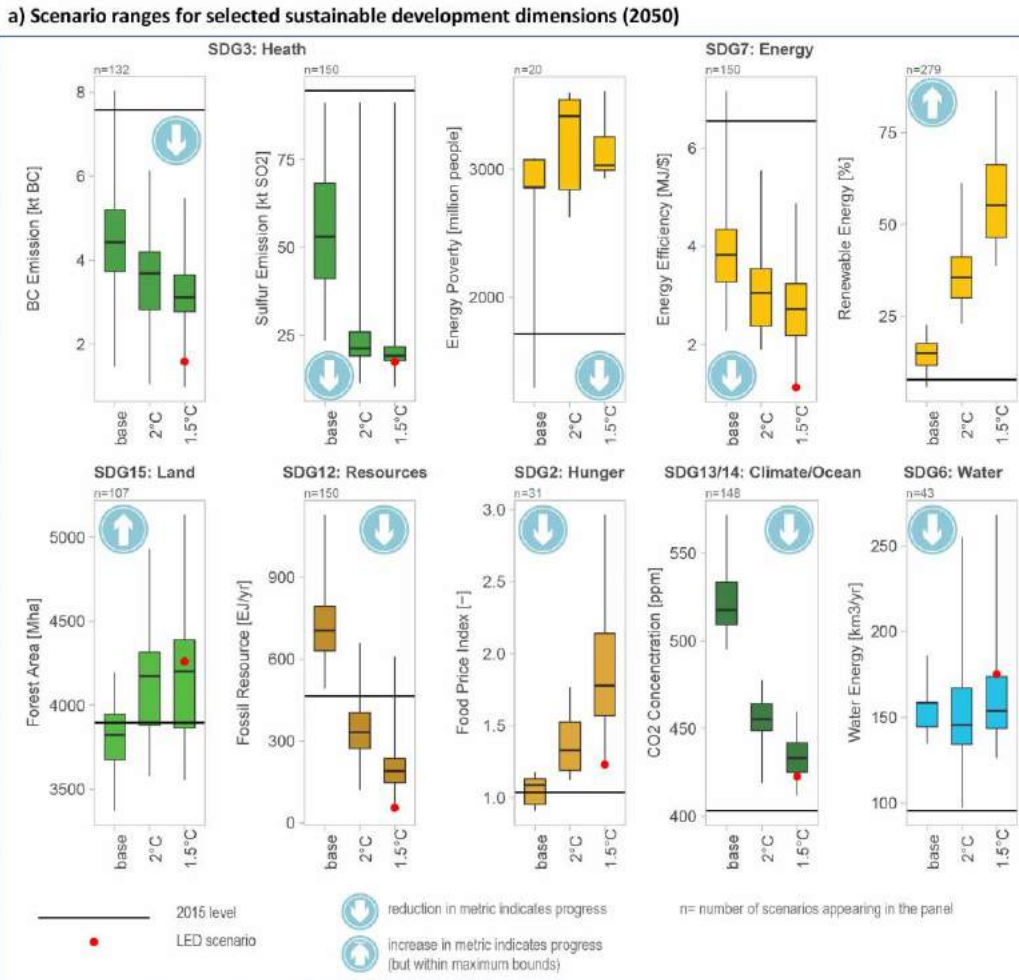 a) Scenario ranges for selected sustainable development dimensions (2050)
SDG3: Heath
SDG7: Energy
n=132
BC Emission [kt BC]
8
6
4
2
base
2°C
1.5°C
n=150
Sulfur Emission [kt SO2]
75
50
25
base
2°C
1.5°C
n=20
Energy Poverty [million people]
3000
2000
base
2°C
1.5°C
n=150
Energy Efficiency [MJ/$]
6
4
2
base
2°C
1.5°C
n=279
Renewable Energy [%]
75
50
25
base
2°C
1.5°C
SDG15: Land
n=107
Forest Area [Mha]
5000
4500
4000
3500
base
2°C
1.5°C
SDG12: Resources
n=150
Fossil Resource [EJ/yr]
900
600
300
0
base
2°C
1.5°C
SDG2: Hunger
n=31
Food Price Index [−]
3.0
2.5
2.0
1.5
1.0
base
2°C
1.5°C
SDG13/14: Climate/Ocean
n=148
CO2 Concenctration [ppm]
550
500
450
400
base
2°C
1.5°C
SDG6: Water
n=43
Water Energy [km3/yr]
250
200
150
100
base
2°C
1.5°C
2015 level
LED scenario
reduction in metric indicates progress
increase in metric indicates progress
(but within maximum bounds)
n= number of scenarios appearing in the panel